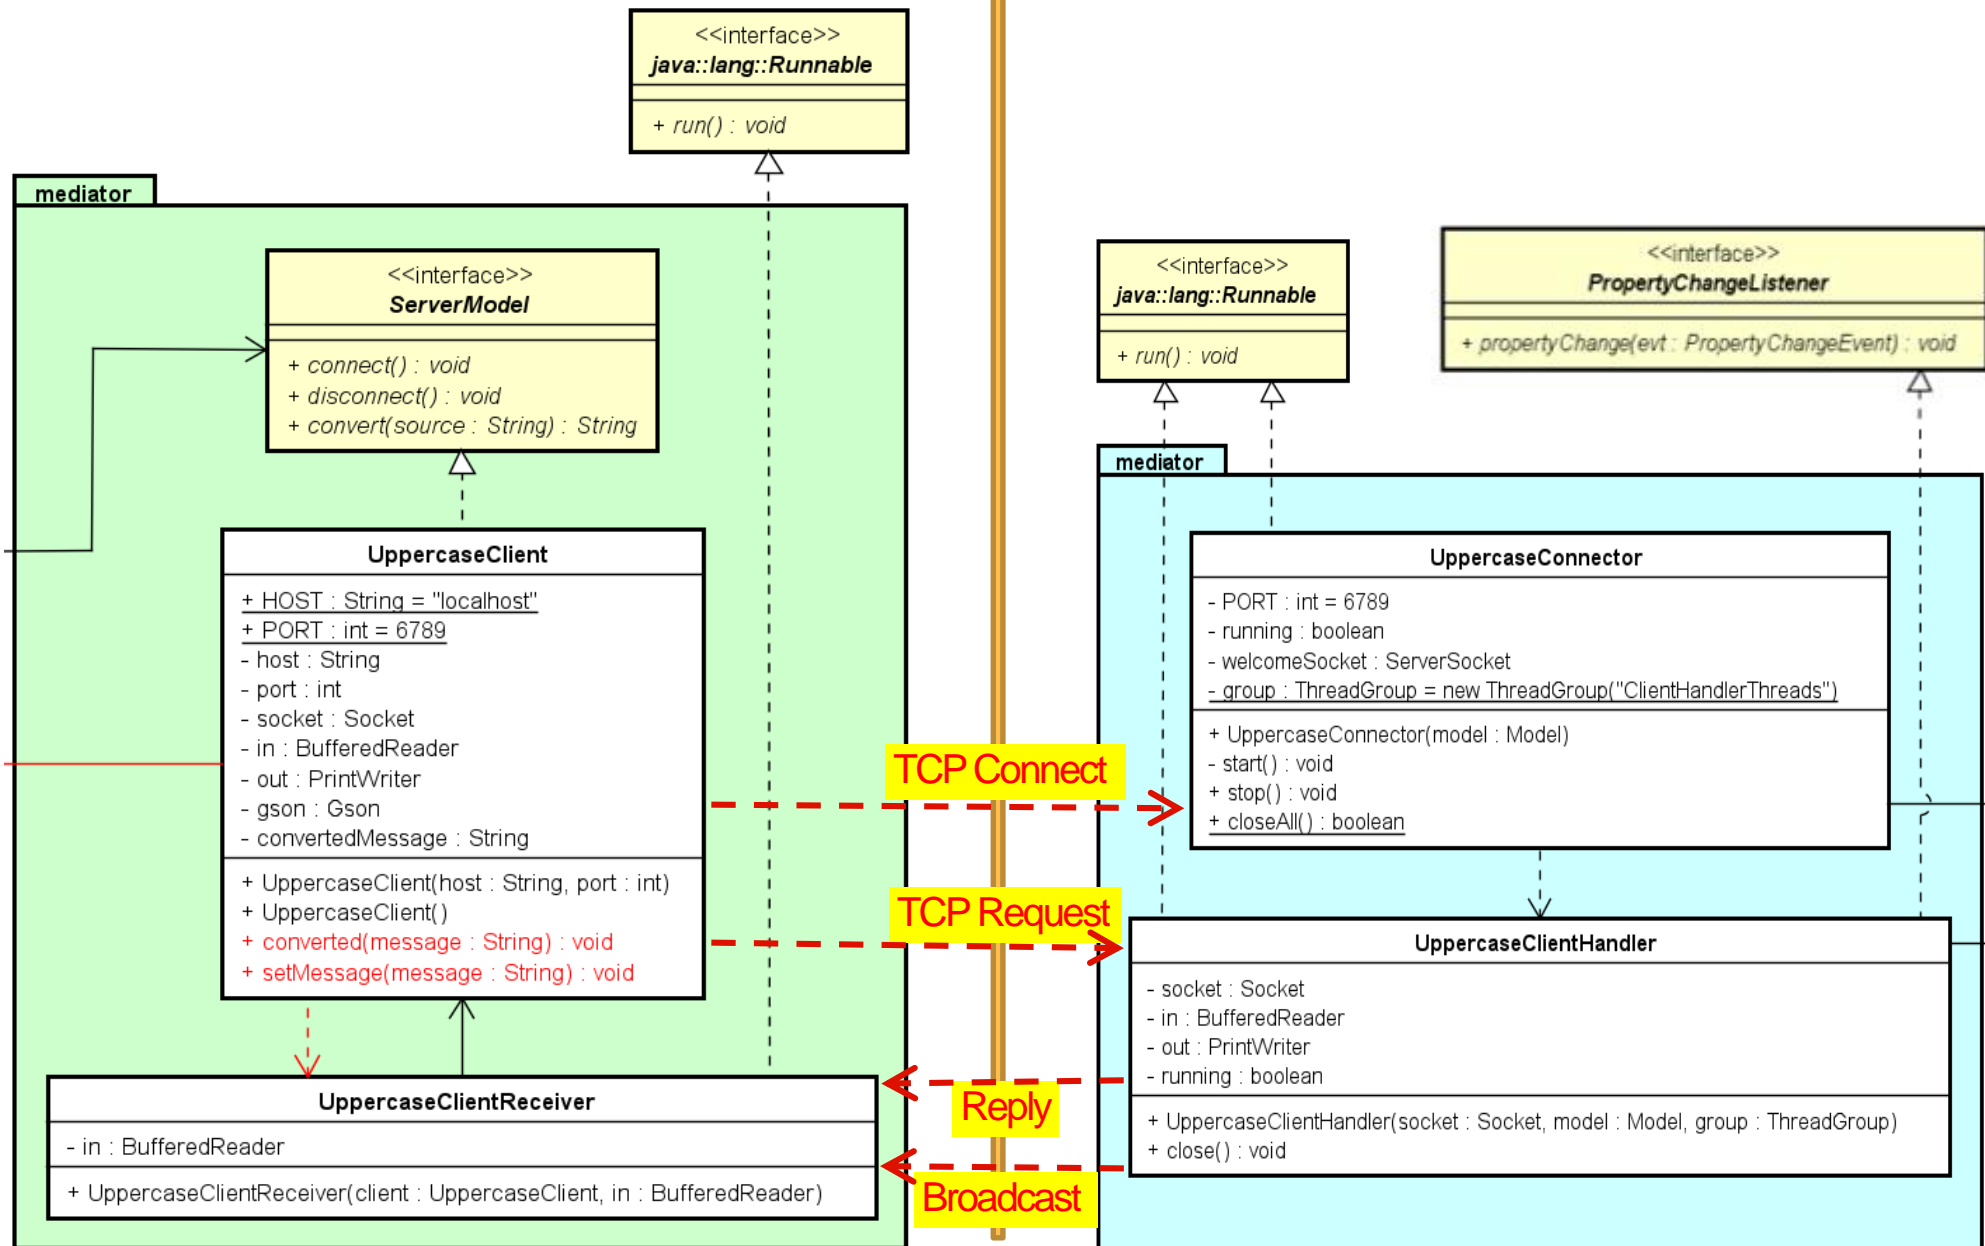 <<interface>>
java::lang::Runnable
+ run() : void
mediator
<<interface>>
ServerModel
+ connect() : void
+ disconnect() : void
+ convert(source : String) : String
UppercaseClient
+ HOST : String = "localhost"
+ PORT : int = 6789
- host : String
- port : int
- socket : Socket
- in : BufferedReader
- out : PrintWriter
- gson : Gson
- convertedMessage : String
+ UppercaseClient(host : String, port : int)
+ UppercaseClient()
+ converted(message : String) : void
+ setMessage(message : String) : void
UppercaseClientReceiver
- in : BufferedReader
+ UppercaseClientReceiver(client : UppercaseClient, in : BufferedReader)
TCP Connect
TCP Request
Reply
Broadcast
<<interface>>
java::lang::Runnable
+ run() : void
<<interface>>
PropertyChangeListener
+ propertyChange(evt : PropertyChangeEvent) : void
mediator
UppercaseConnector
- PORT : int = 6789
- running : boolean
- welcomeSocket : ServerSocket
- group : ThreadGroup = new ThreadGroup("ClientHandlerThreads")
+ UppercaseConnector(model : Model)
- start() : void
+ stop() : void
+ closeAll() : boolean
UppercaseClientHandler
- socket : Socket
- in : BufferedReader
- out : PrintWriter
- running : boolean
+ UppercaseClientHandler(socket : Socket, model : Model, group : ThreadGroup)
+ close() : void